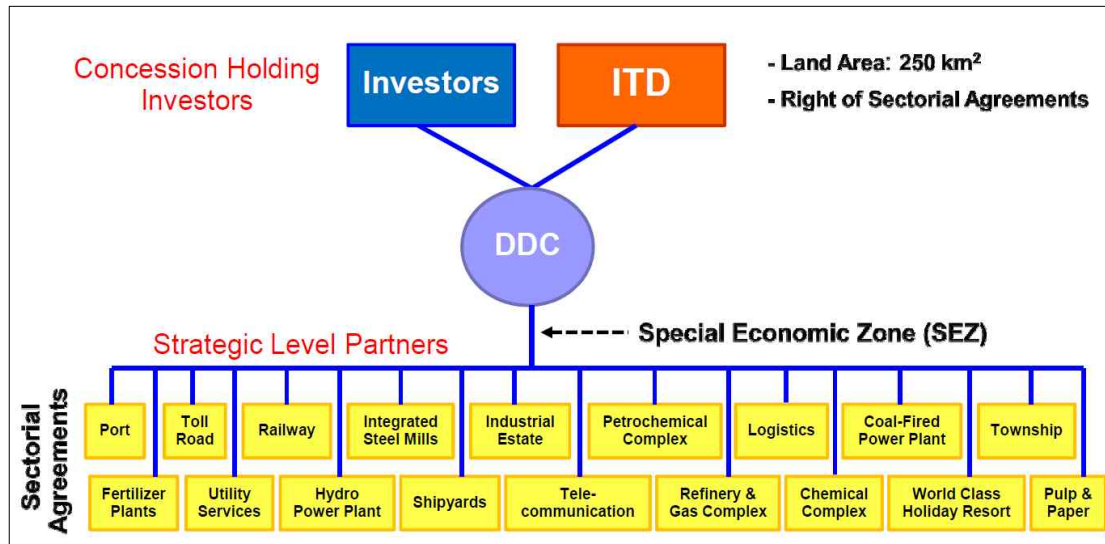 Concession Holding
Investors
Investors
ITD
- Land Area: 250 km²
- Right of Sectorial Agreements
DDC
Special Economic Zone (SEZ)
Strategic Level Partners
Sectorial
Agreements
Port
Toll
Road
Railway
Integrated
Steel Mills
Industrial
Estate
Petrochemical
Complex
Logistics
Coal-Fired
Power Plant
Township
Fertilizer
Plants
Utility
Services
Hydro
Power Plant
Shipyards
Tele-
communication
Refinery &
Gas Complex
Chemical
Complex
World Class
Holiday Resort
Pulp &
Paper